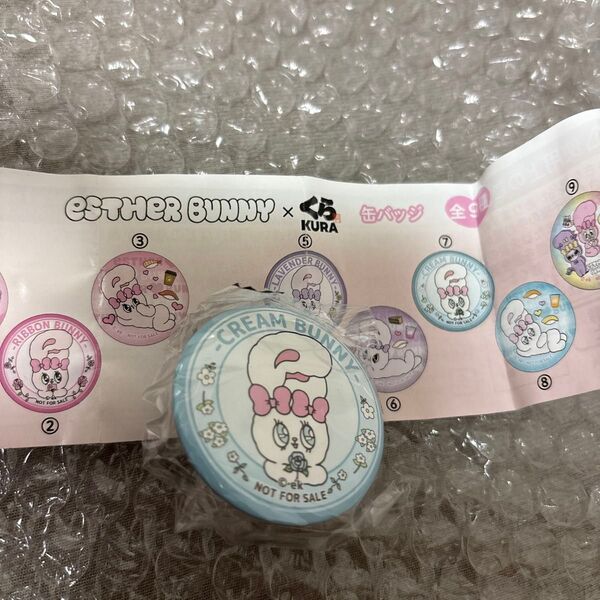 esther bunny × くら KURA 缶バッジ 全9種
③
⑤
⑦
⑨
RIBBON BUNNY
NOT FOR SALE
②
LAVENDER BUNNY
CREAM BUNNY
⑥
⑧
-CREAM BUNNY-
©ek
NOT FOR SALE